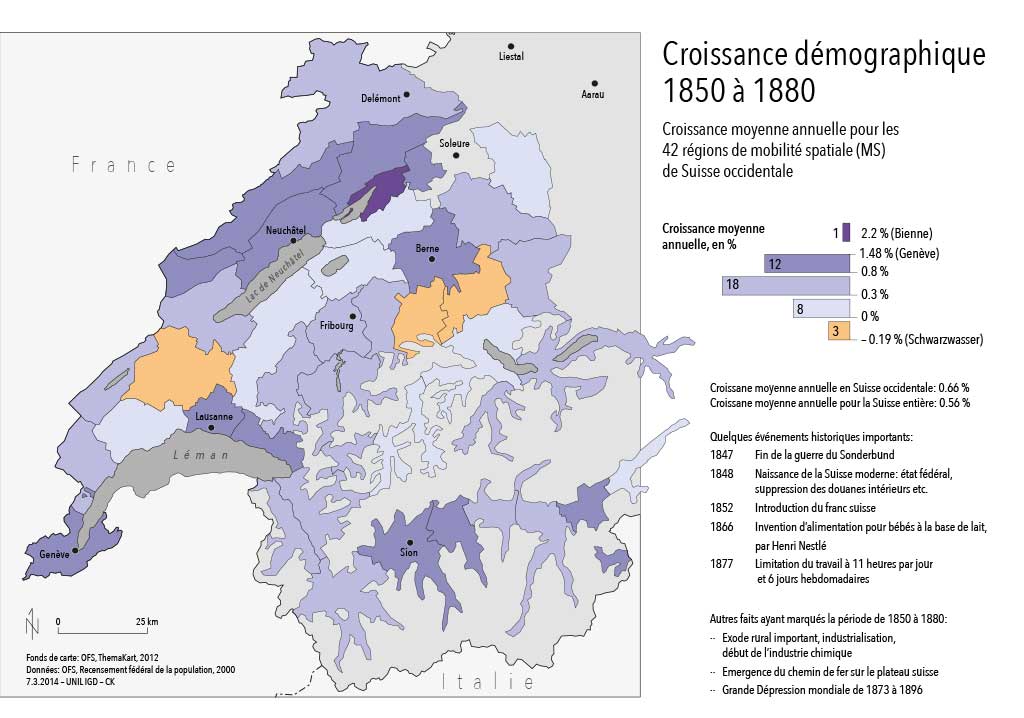 Croissance démographique
1850 à 1880
Croissance moyenne annuelle pour les
42 régions de mobilité spatiale (MS)
de Suisse occidentale
Croissance moyenne
annuelle, en %
1
2.2 % (Bienne)
1.48 % (Genève)
12
0.8 %
18
0.3 %
8
0 %
3
– 0.19 % (Schwarzwasser)
Croissane moyenne annuelle en Suisse occidentale: 0.66 %
Croissane moyenne annuelle pour la Suisse entière: 0.56 %
Quelques événements historiques importants:
1847 Fin de la guerre du Sonderbund
1848 Naissance de la Suisse moderne: état fédéral,
suppression des douanes intérieurs etc.
1852 Introduction du franc suisse
1866 Invention d'alimentation pour bébés à la base de lait,
par Henri Nestlé
1877 Limitation du travail à 11 heures par jour
et 6 jours hebdomadaires
Autres faits ayant marqués la période de 1850 à 1880:
·· Exode rural important, industrialisation,
début de l'industrie chimique
·· Emergence du chemin de fer sur le plateau suisse
·· Grande Dépression mondiale de 1873 à 1896
Liestal
Aarau
Delémont
Soleure
France
Neuchâtel
Lac de Neuchâtel
Berne
Fribourg
Lausanne
Léman
Genève
Sion
Italie
N
0 25 km
Fonds de carte: OFS, ThemaKart, 2012
Données: OFS, Recensement fédéral de la population, 2000
7.3.2014 – UNIL IGD – CK